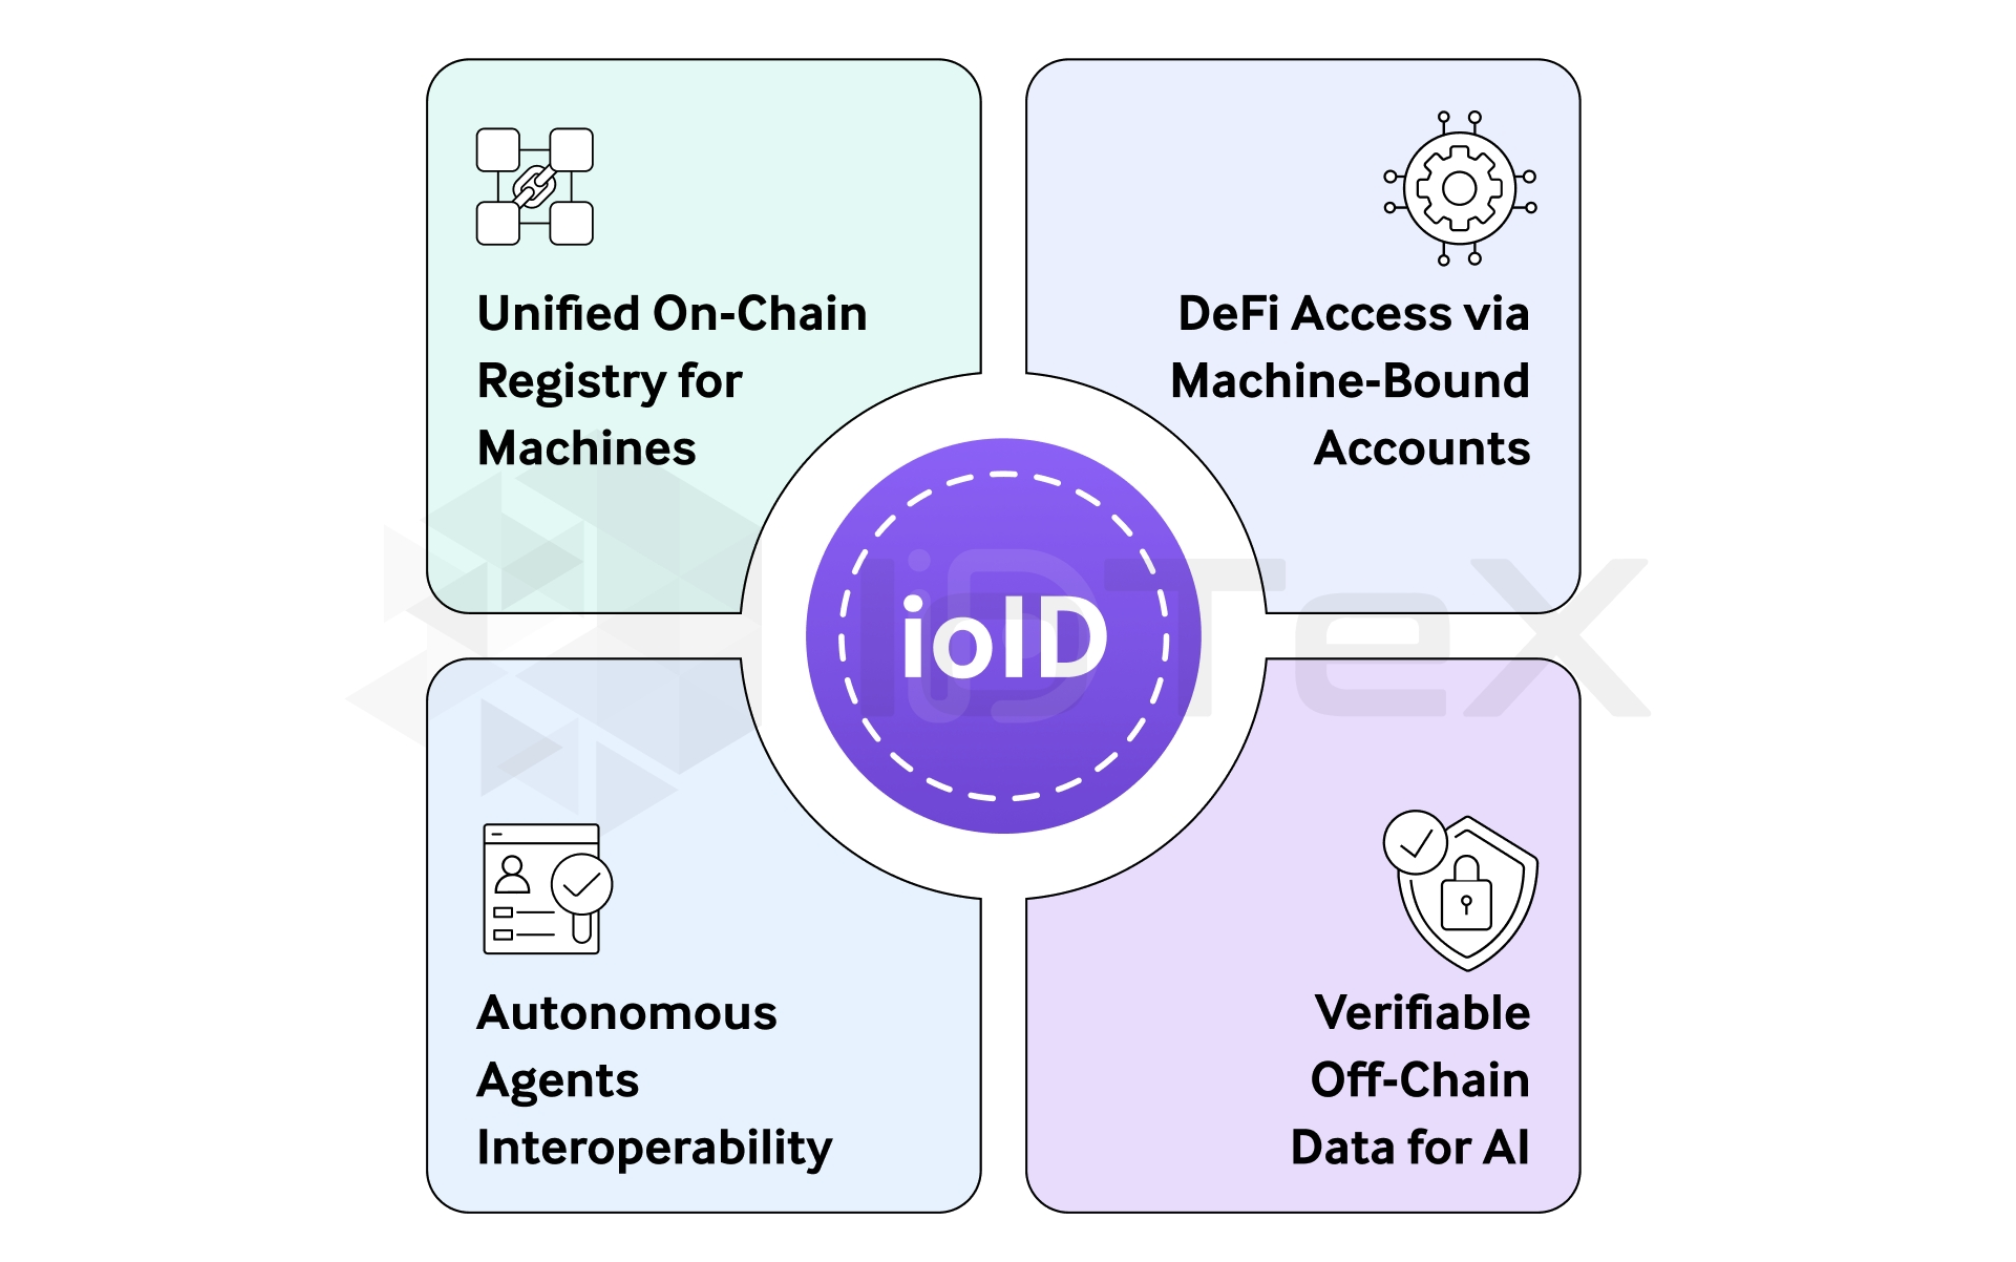 Unified On-Chain
Registry for
Machines
DeFi Access via
Machine-Bound
Accounts
ioID
IoTeX
Autonomous
Agents
Interoperability
Verifiable
Off-Chain
Data for AI